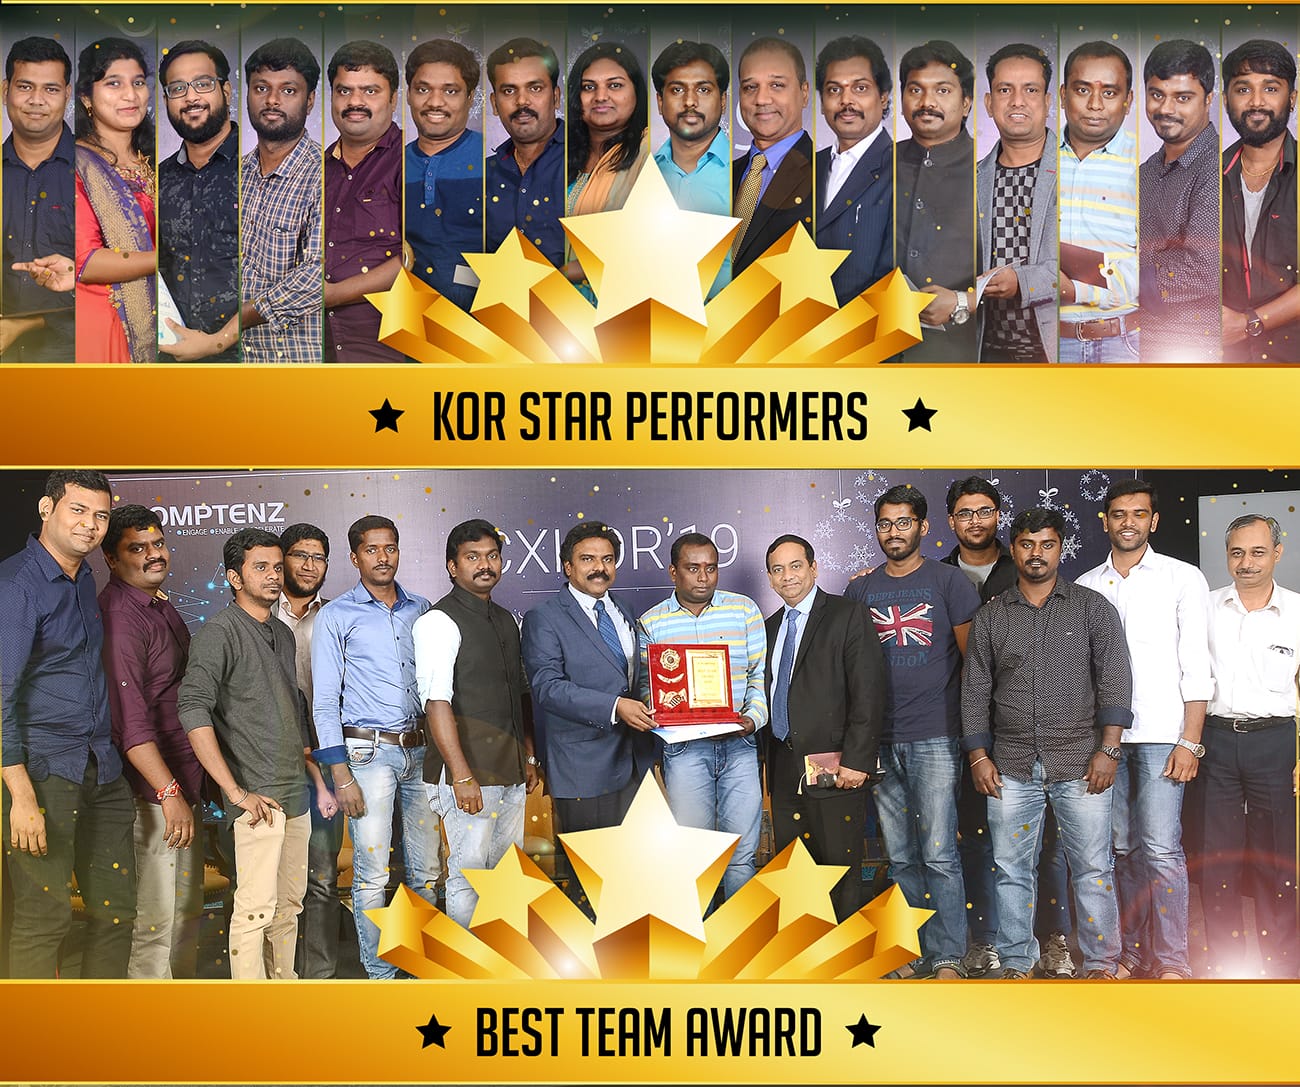 KOR STAR PERFORMERS
OMPTENZ
ENGAGE ENABLE
CXKOR'19
PEPE JEANS
LONDON
BEST TEAM AWARD